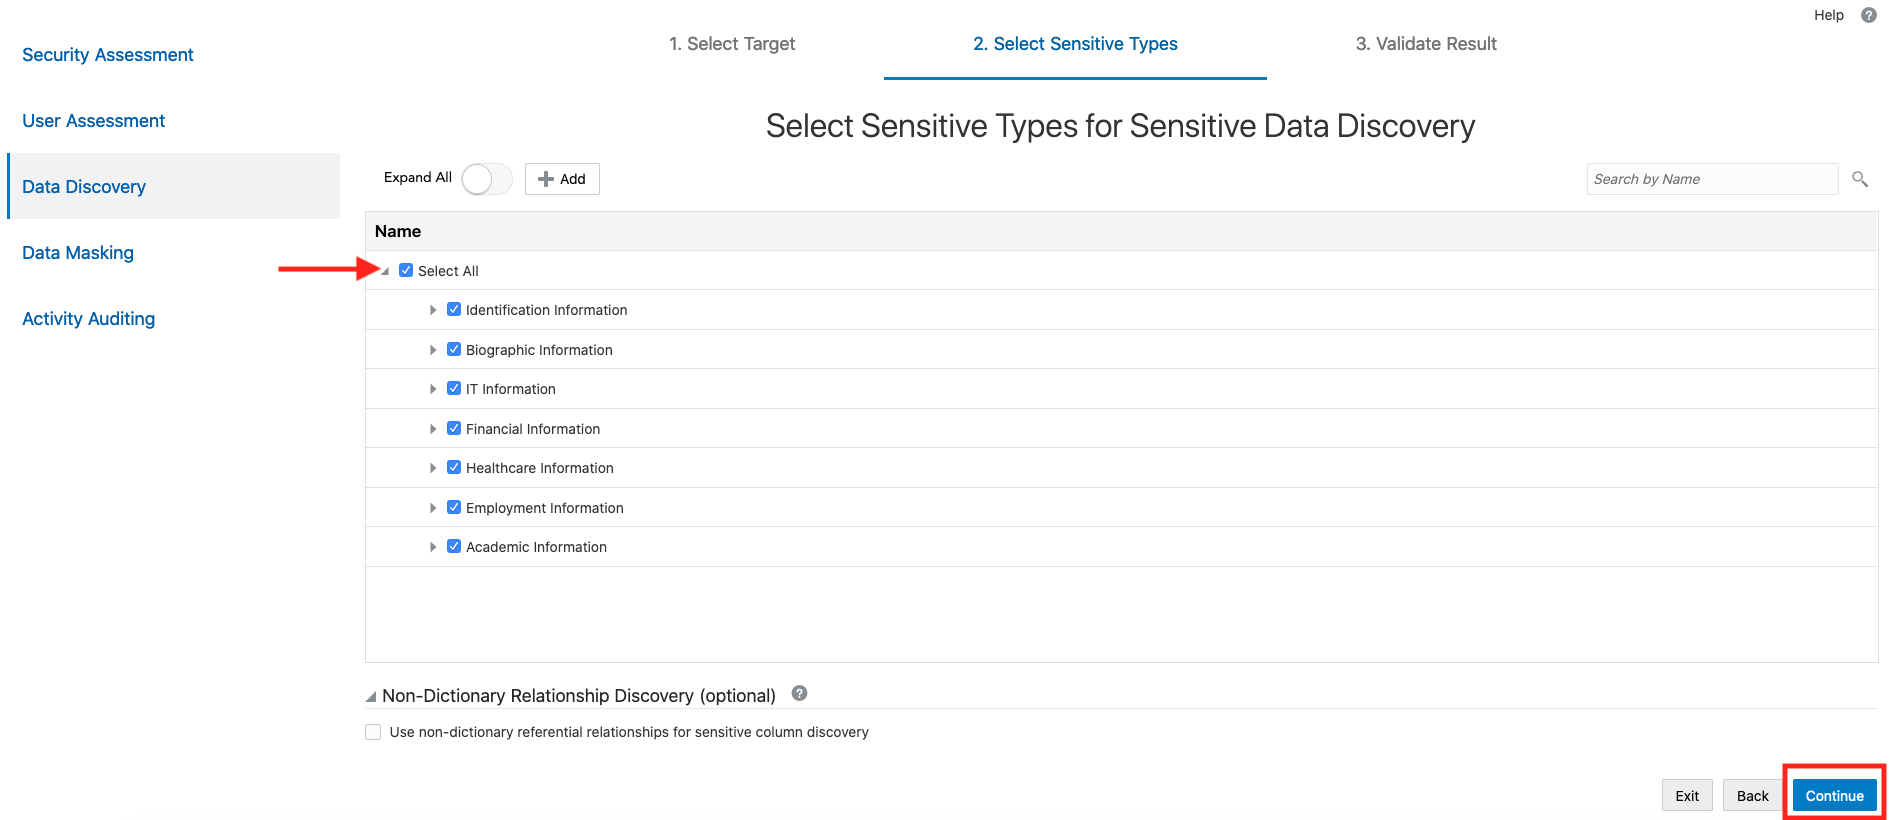 Help
Security Assessment
User Assessment
Data Discovery
Data Masking
Activity Auditing
1. Select Target
2. Select Sensitive Types
3. Validate Result
Select Sensitive Types for Sensitive Data Discovery
Expand All
Add
Search by Name
Name
Select All
Identification Information
Biographic Information
IT Information
Financial Information
Healthcare Information
Employment Information
Academic Information
Non-Dictionary Relationship Discovery (optional)
Use non-dictionary referential relationships for sensitive column discovery
Exit
Back
Continue